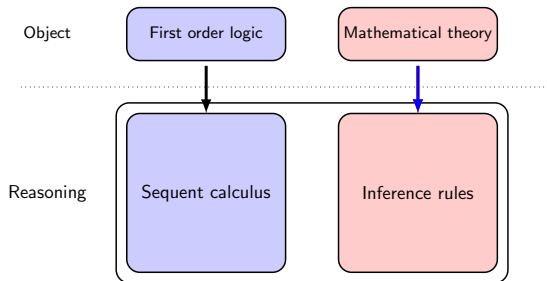 Object
First order logic
Mathematical theory
Reasoning
Sequent calculus
Inference rules